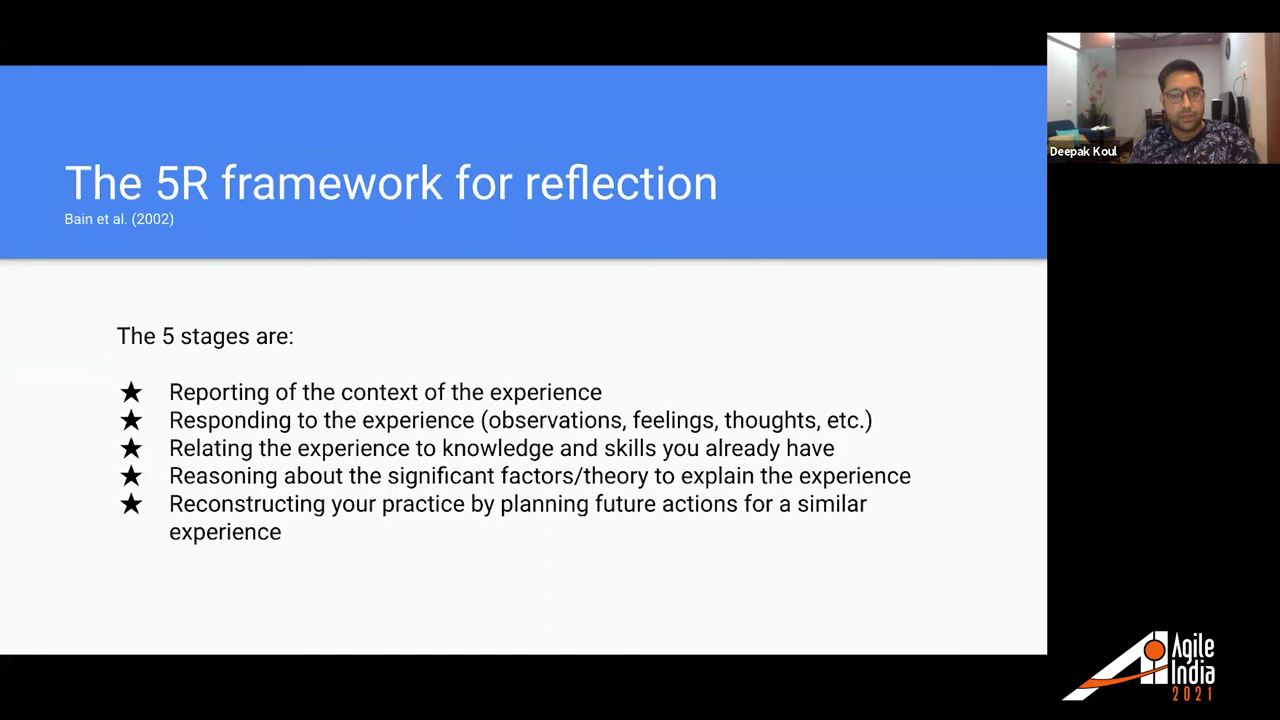 The 5R framework for reflection
Bain et al. (2002)
The 5 stages are:
★ Reporting of the context of the experience
★ Responding to the experience (observations, feelings, thoughts, etc.)
★ Relating the experience to knowledge and skills you already have
★ Reasoning about the significant factors/theory to explain the experience
★ Reconstructing your practice by planning future actions for a similar
experience
Deepak Koul
Agile
India
2021